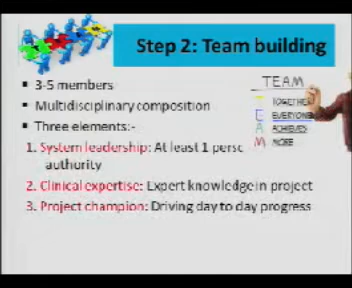 Step 2: Team building
3-5 members
Multidisciplinary composition
Three elements:-
1. System leadership: At least 1 persc
authority
2. Clinical expertise: Expert knowledge in project
3. Project champion: Driving day to day progress
TEAM
TOGETHER
EVERYONE
ACHIEVES
MORE